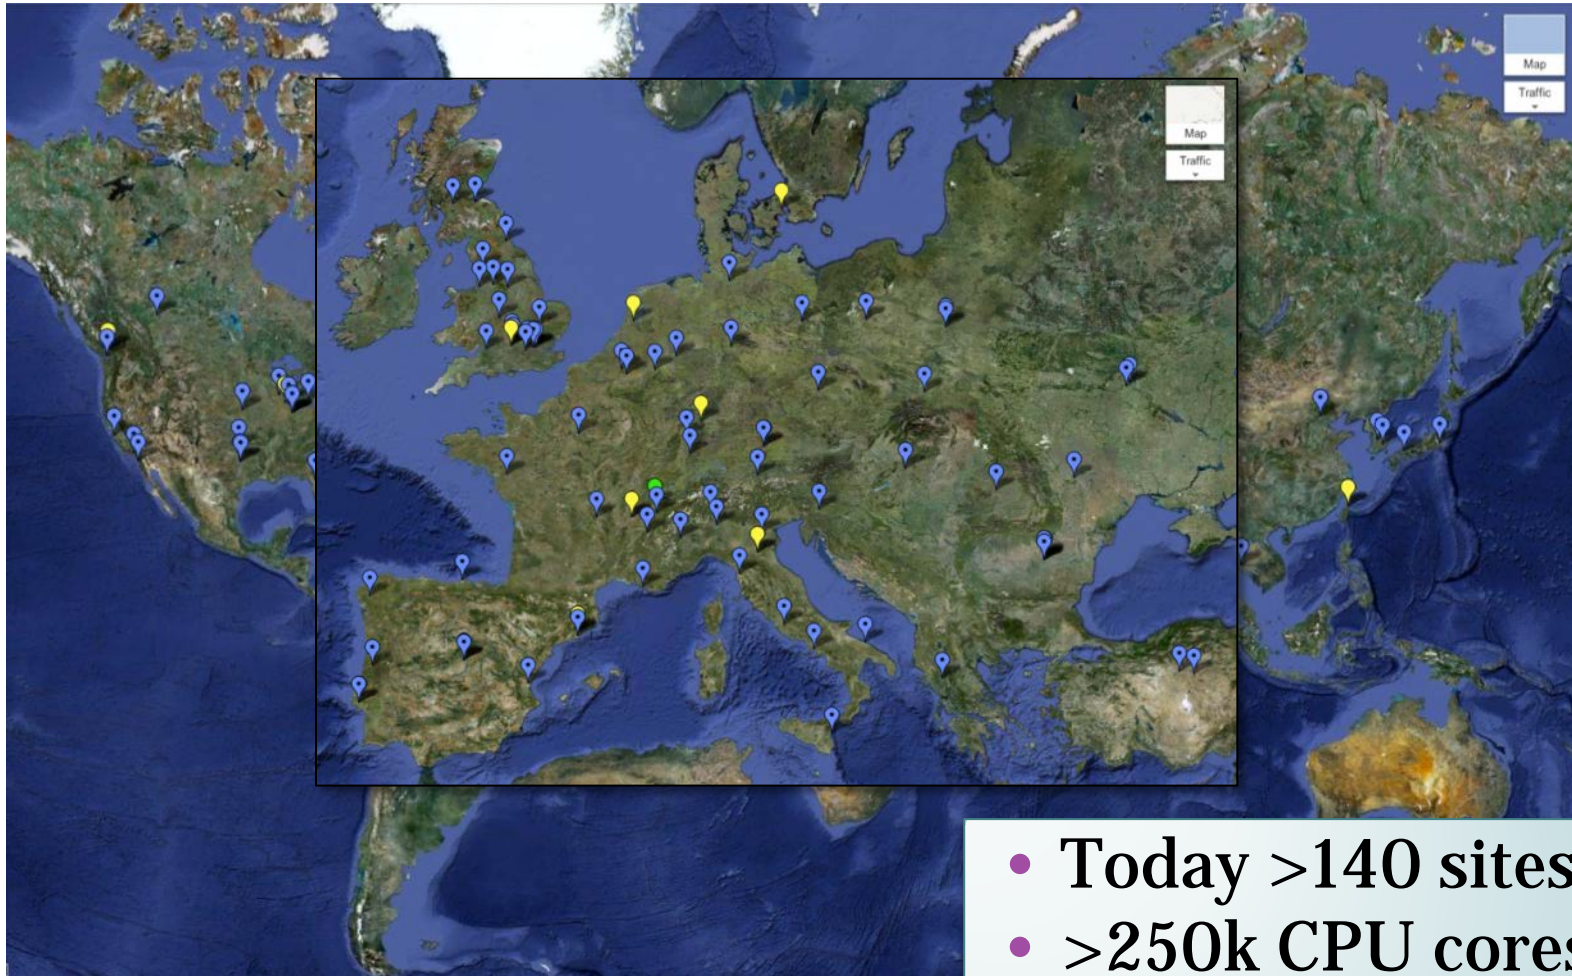 Map
Traffic
Map
Traffic
• Today >140 sites
• >250k CPU cores